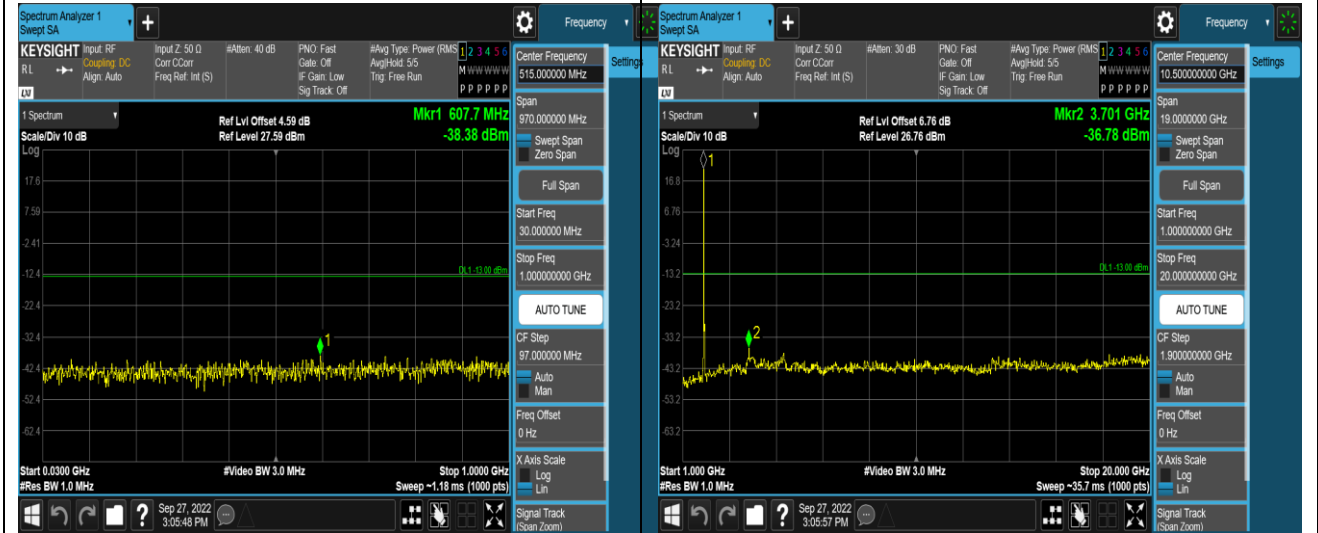 Spectrum Analyzer 1
Swept SA
+
Frequency
KEYSIGHT
R L
LXI
Input: RF
Coupling: DC
Align: Auto
Input Z: 50 Ω
Corr CCorr
Freq Ref: Int (S)
#Atten: 40 dB
PNO: Fast
Gate: Off
IF Gain: Low
Sig Track: Off
#Avg Type: Power (RMS
Avg|Hold: 5/5
Trig: Free Run
1 2 3 4 5 6
M W W W W W
P P P P P P
Center Frequency
515.000000 MHz
Settings
1 Spectrum
Scale/Div 10 dB
Log
Ref Lvl Offset 4.59 dB
Ref Level 27.59 dBm
Mkr1 607.7 MHz
-38.38 dBm
Span
970.000000 MHz
Swept Span
Zero Span
Full Span
Start Freq
30.000000 MHz
Stop Freq
1.000000000 GHz
AUTO TUNE
CF Step
97.000000 MHz
Auto
Man
Freq Offset
0 Hz
X Axis Scale
Log
Lin
Signal Track
(Span Zoom)
17.6
7.59
-2.41
-12.4
-22.4
-32.4
-42.4
-52.4
-62.4
DL1 -13.00 dBm
1
Start 0.0300 GHz
#Res BW 1.0 MHz
#Video BW 3.0 MHz
Stop 1.0000 GHz
Sweep ~1.18 ms (1000 pts)
?
Sep 27, 2022
3:05:48 PM
Spectrum Analyzer 1
Swept SA
+
Frequency
KEYSIGHT
R L
LXI
Input: RF
Coupling: DC
Align: Auto
Input Z: 50 Ω
Corr CCorr
Freq Ref: Int (S)
#Atten: 30 dB
PNO: Fast
Gate: Off
IF Gain: Low
Sig Track: Off
#Avg Type: Power (RMS
Avg|Hold: 5/5
Trig: Free Run
1 2 3 4 5 6
M W W W W W
P P P P P P
Center Frequency
10.500000000 GHz
Settings
1 Spectrum
Scale/Div 10 dB
Log
Ref Lvl Offset 6.76 dB
Ref Level 26.76 dBm
Mkr2 3.701 GHz
-36.78 dBm
Span
19.0000000 GHz
Swept Span
Zero Span
Full Span
Start Freq
1.000000000 GHz
Stop Freq
20.000000000 GHz
AUTO TUNE
CF Step
1.900000000 GHz
Auto
Man
Freq Offset
0 Hz
X Axis Scale
Log
Lin
Signal Track
(Span Zoom)
1
16.8
6.76
-3.24
-13.2
-23.2
-33.2
-43.2
-53.2
-63.2
DL1 -13.00 dBm
2
Start 1.000 GHz
#Res BW 1.0 MHz
#Video BW 3.0 MHz
Stop 20.000 GHz
Sweep ~35.7 ms (1000 pts)
?
Sep 27, 2022
3:05:57 PM